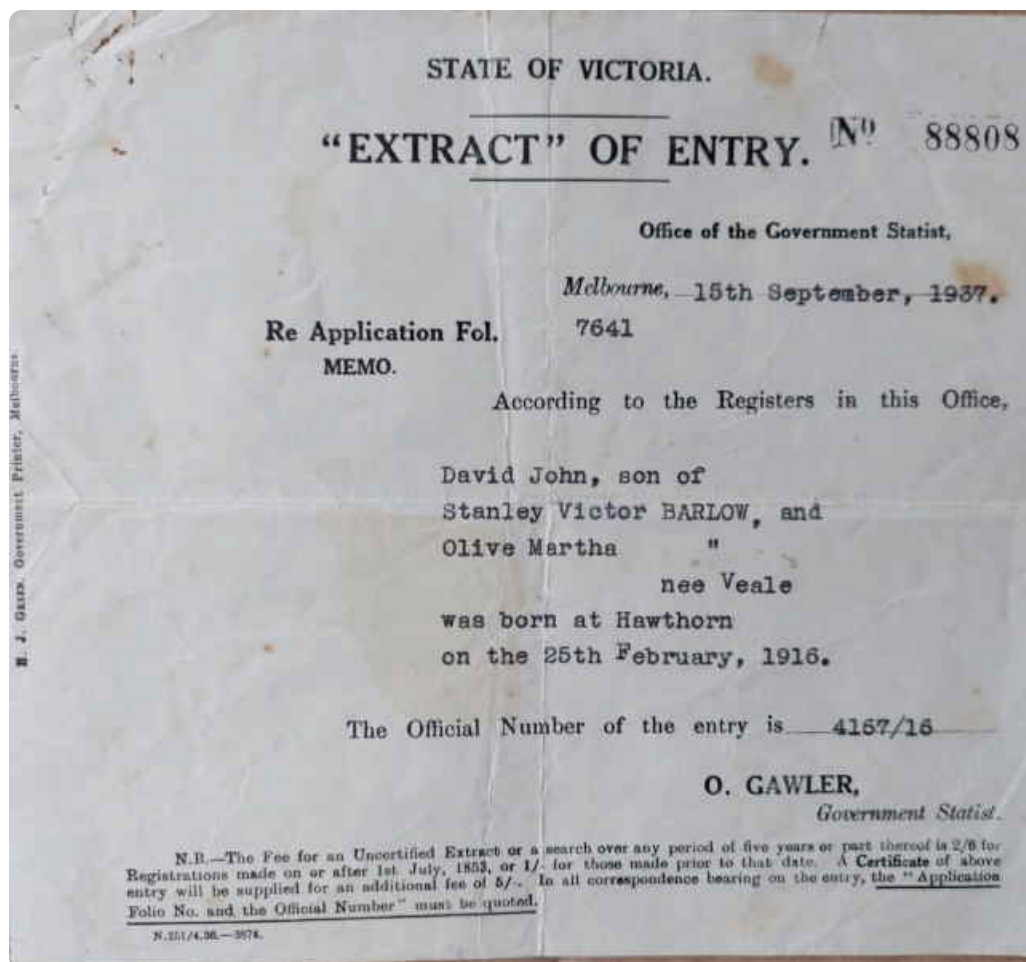 STATE OF VICTORIA.
"EXTRACT" OF ENTRY. No 88808
Office of the Government Statist,
Melbourne, 15th September, 1937.
Re Application Fol. 7641
MEMO.
According to the Registers in this Office,
David John, son of
Stanley Victor BARLOW, and
Olive Martha "
nee Veale
was born at Hawthorn
on the 25th February, 1916.
The Official Number of the entry is 4157/16
O. GAWLER,
Government Statist.
N.B.—The Fee for an Uncertified Extract or a search over any period of five years or part thereof is 2/6 for
Registrations made on or after 1st July, 1853, or 1/- for those made prior to that date. A Certificate of above
entry will be supplied for an additional fee of 5/-. In all correspondence bearing on the entry, the "Application
Folio No. and the Official Number" must be quoted.
N.251/4.36.—3874.
H. J. Green, Government Printer, Melbourne.